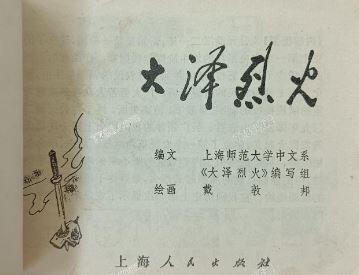 大泽烈火
编文 上海师范大学中文系
《大泽烈火》编写组
绘画 戴敦邦
上海人民出版社